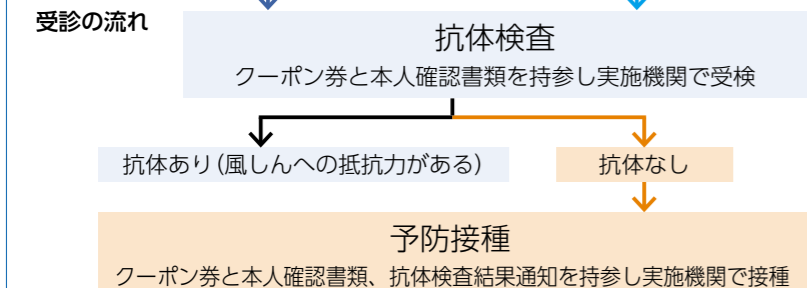 受診の流れ
抗体検査
クーポン券と本人確認書類を持参し実施機関で受検
抗体あり(風しんへの抵抗力がある)
抗体なし
予防接種
クーポン券と本人確認書類、抗体検査結果通知を持参し実施機関で接種